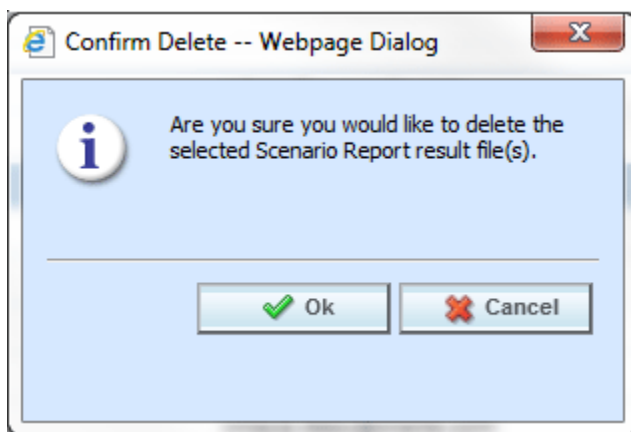 Confirm Delete -- Webpage Dialog
Are you sure you would like to delete the
selected Scenario Report result file(s).
Ok
Cancel